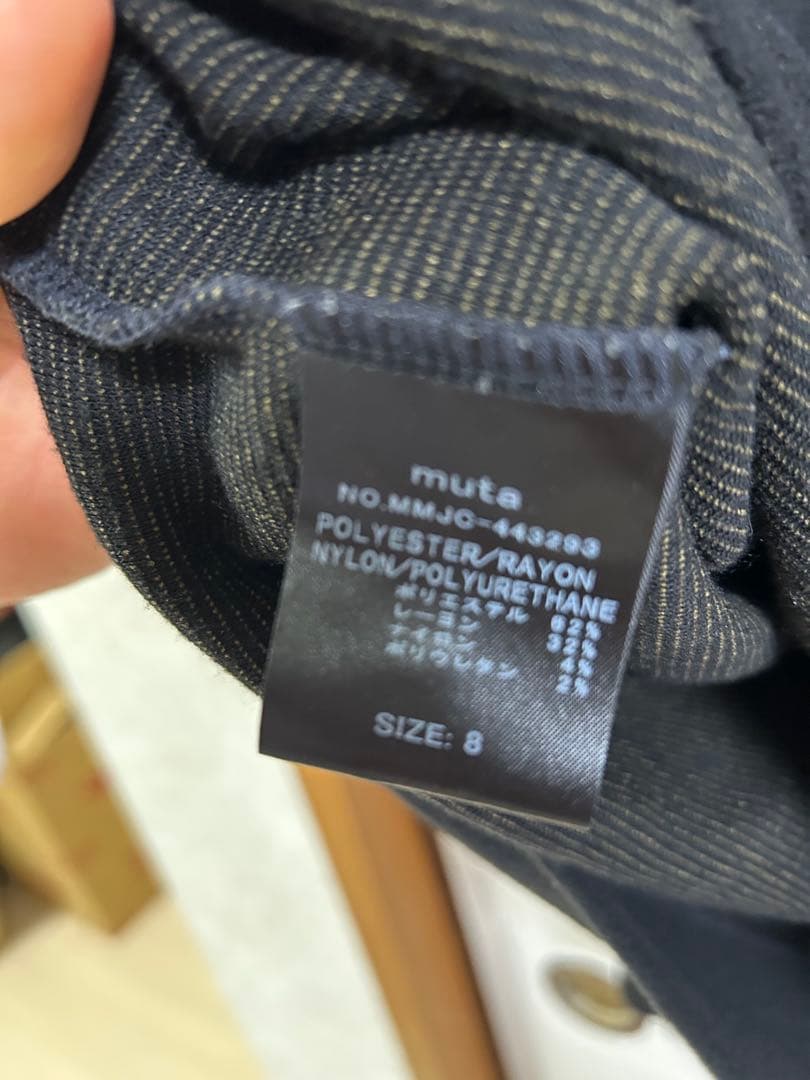 muta
NO.MMJC-443293
POLYESTER/RAYON
NYLON/POLYURETHANE
ポリエステル 62%
レーヨン 32%
ナイロン 4%
ポリウレタン 2%
SIZE: 8